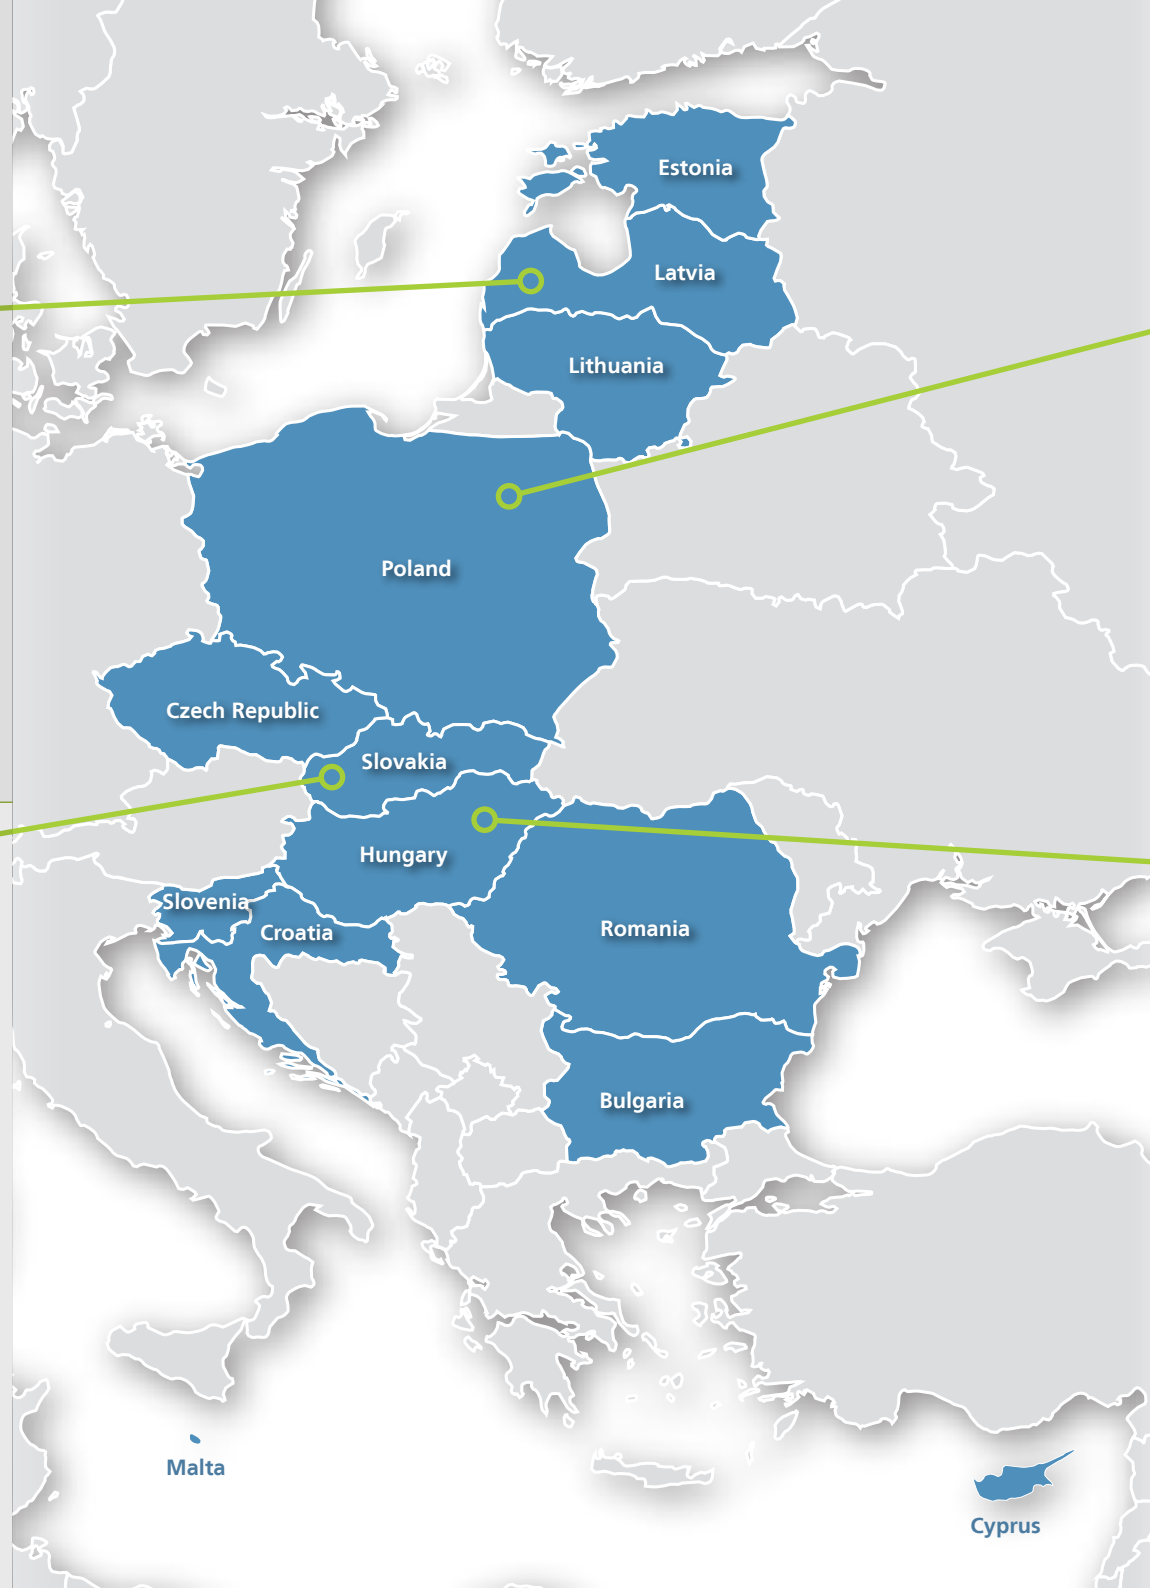 Estonia
Latvia
Lithuania
Poland
Czech Republic
Slovakia
Hungary
Slovenia
Croatia
Romania
Bulgaria
Malta
Cyprus